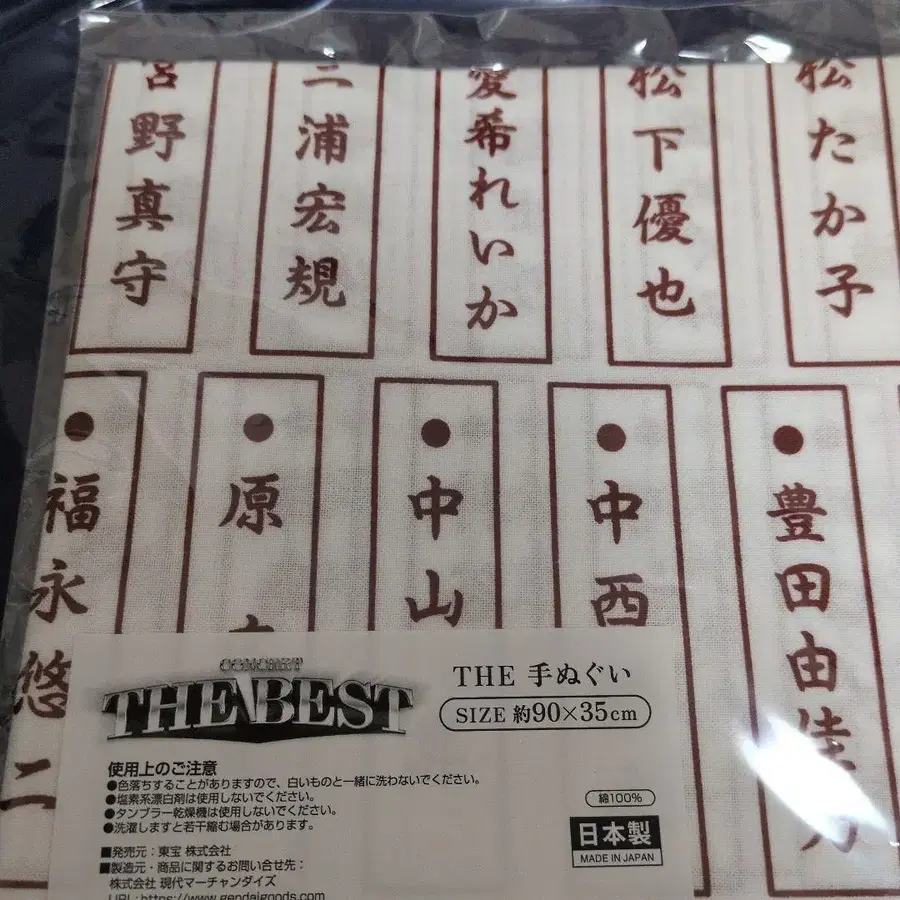 宮野真守
三浦宏規
愛希れいか
松下優也
松たか子
●福永悠二
●原
●中山
●中西
●豊田由佳乃
CONCERT
THE BEST
THE 手ぬぐい
SIZE 約90×35cm
使用上のご注意
●色落ちすることがありますので、白いものと一緒に洗わないでください。
●塩素系漂白剤は使用しないでください。
●タンブラー乾燥機は使用しないでください。
●洗濯しますと若干縮む場合があります。
綿100%
日本製
MADE IN JAPAN
■発売元:東宝 株式会社
■製造元・商品に関するお問い合せ先:
株式会社 現代マーチャンダイズ
URL:https://www.gendaigoods.com